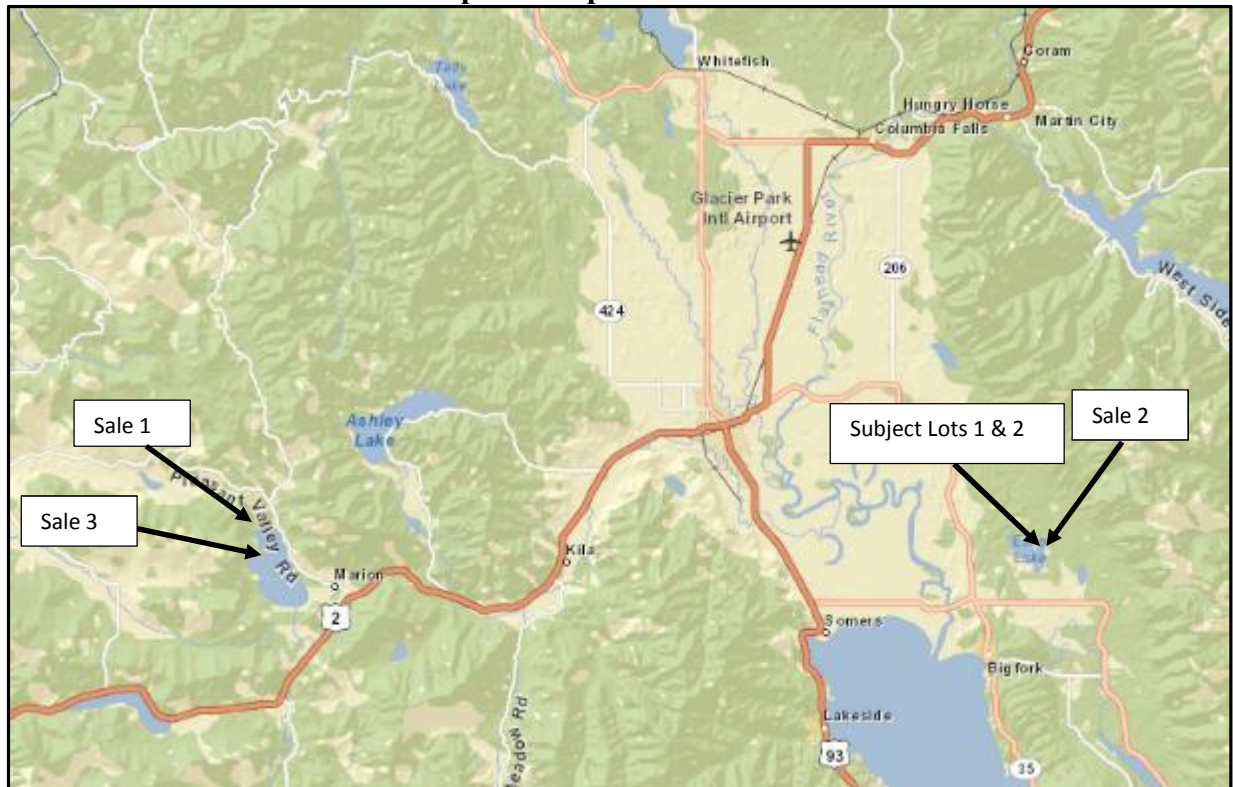 Whitefish
Coram
Hungry Horse
Martin City
Columbia Falls
Glacier Park
Intl Airport
Flathead River
206
West Side
424
Ashley
Lake
Sale 1
Subject Lots 1 & 2
Sale 2
Pleasant Valley Rd
Sale 3
Lake
Kila
Marion
2
Somers
Bigfork
Meadow Rd
Lakeside
93
35